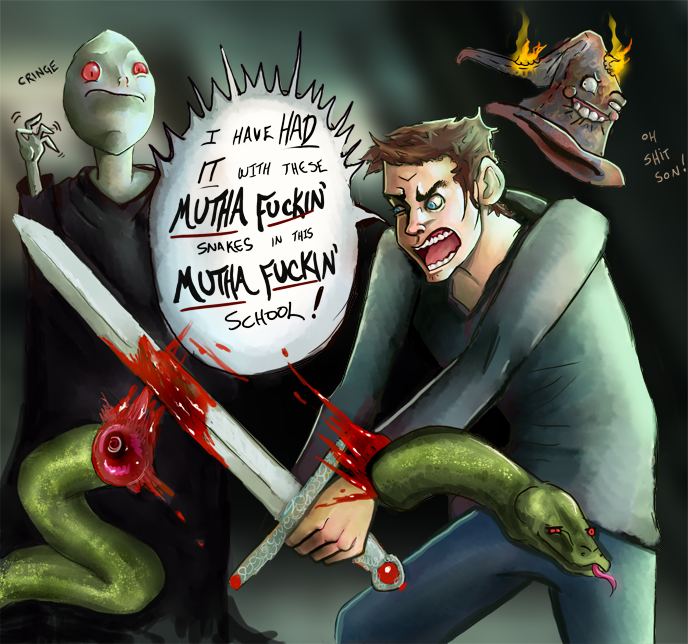 CRINGE
I HAVE HAD
IT WITH THESE
MUTHA FUCKIN'
SNAKES IN THIS
MUTHA FUCKIN'
SCHOOL!
OH
SHIT
SON!